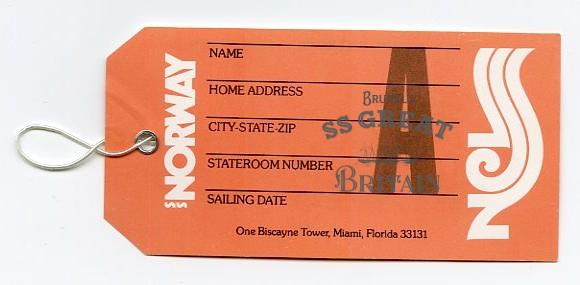 SS NORWAY
NAME
HOME ADDRESS
CITY-STATE-ZIP
STATEROOM NUMBER
SAILING DATE
One Biscayne Tower, Miami, Florida 33131
A
NCL
BRUNEL'S
SS GREAT
BRITAIN